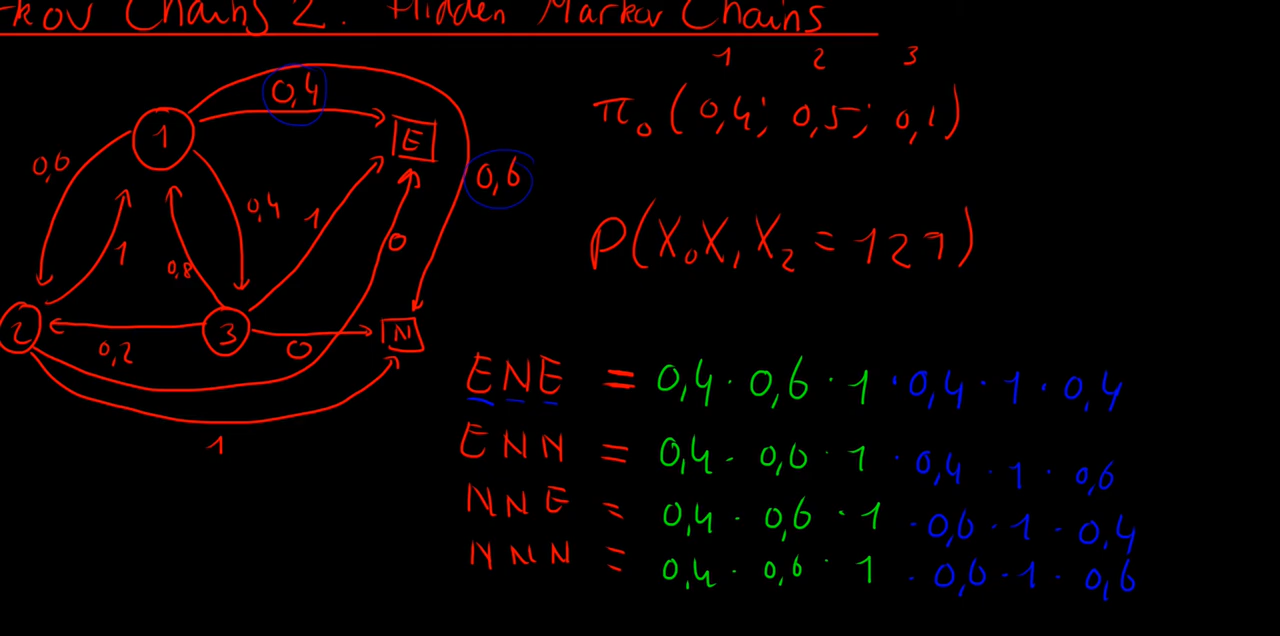 rkov Chains 2. Hidden Markov Chains
1 2 3
π₀ (0,4; 0,5; 0,1)
0,4
1
E
0,6
0,6
0,4
1
1
0,8
0
P(X₀X₁X₂ = 121)
2
3
N
0,2
0
1
ENE = 0,4 · 0,6 · 1 · 0,4 · 1 · 0,4
ENN = 0,4 · 0,6 · 1 · 0,4 · 1 · 0,6
NNE = 0,4 · 0,6 · 1 · 0,6 · 1 · 0,4
NNN = 0,4 · 0,6 · 1 · 0,6 · 1 · 0,6